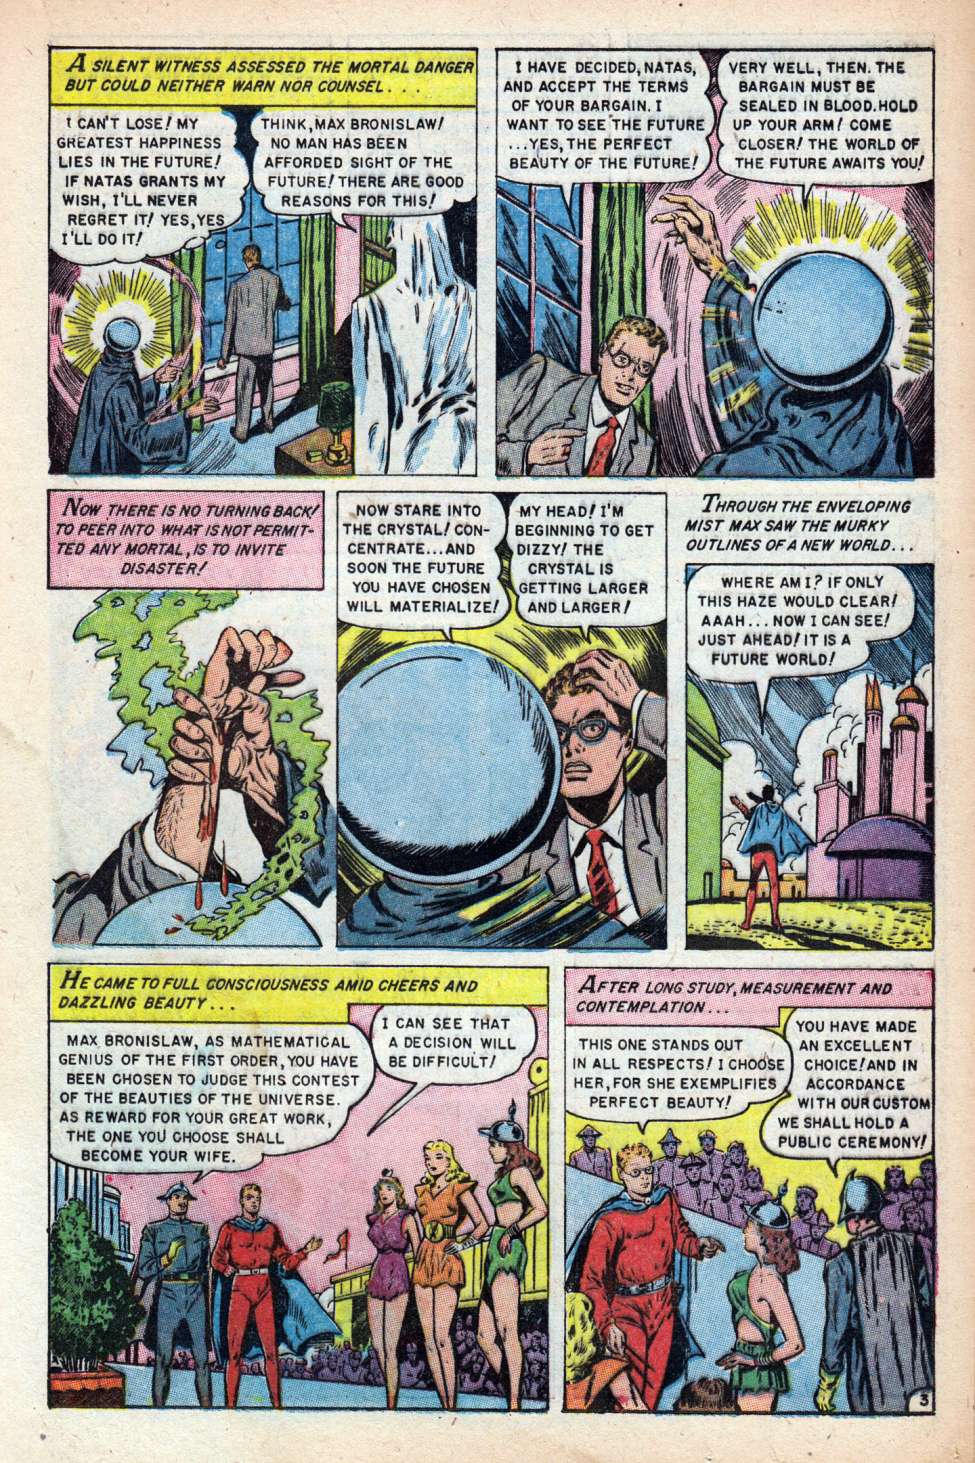 A SILENT WITNESS ASSESSED THE MORTAL DANGER
BUT COULD NEITHER WARN NOR COUNSEL...
I CAN'T LOSE! MY
GREATEST HAPPINESS
LIES IN THE FUTURE!
IF NATAS GRANTS MY
WISH, I'LL NEVER
REGRET IT! YES, YES
I'LL DO IT!
THINK, MAX BRONISLAW!
NO MAN HAS BEEN
AFFORDED SIGHT OF THE
FUTURE! THERE ARE GOOD
REASONS FOR THIS!
I HAVE DECIDED, NATAS,
AND ACCEPT THE TERMS
OF YOUR BARGAIN. I
WANT TO SEE THE FUTURE
...YES, THE PERFECT
BEAUTY OF THE FUTURE!
VERY WELL, THEN. THE
BARGAIN MUST BE
SEALED IN BLOOD. HOLD
UP YOUR ARM! COME
CLOSER! THE WORLD OF
THE FUTURE AWAITS YOU!
NOW THERE IS NO TURNING BACK!
TO PEER INTO WHAT IS NOT PERMIT-
TED ANY MORTAL, IS TO INVITE
DISASTER!
NOW STARE INTO
THE CRYSTAL! CON-
CENTRATE...AND
SOON THE FUTURE
YOU HAVE CHOSEN
WILL MATERIALIZE!
MY HEAD! I'M
BEGINNING TO GET
DIZZY! THE
CRYSTAL IS
GETTING LARGER
AND LARGER!
THROUGH THE ENVELOPING
MIST MAX SAW THE MURKY
OUTLINES OF A NEW WORLD...
WHERE AM I? IF ONLY
THIS HAZE WOULD CLEAR!
AAAH... NOW I CAN SEE!
JUST AHEAD! IT IS A
FUTURE WORLD!
HE CAME TO FULL CONSCIOUSNESS AMID CHEERS AND
DAZZLING BEAUTY...
MAX BRONISLAW, AS MATHEMATICAL
GENIUS OF THE FIRST ORDER, YOU HAVE
BEEN CHOSEN TO JUDGE THIS CONTEST
OF THE BEAUTIES OF THE UNIVERSE.
AS REWARD FOR YOUR GREAT WORK,
THE ONE YOU CHOOSE SHALL
BECOME YOUR WIFE.
I CAN SEE THAT
A DECISION WILL
BE DIFFICULT!
AFTER LONG STUDY, MEASUREMENT AND
CONTEMPLATION...
THIS ONE STANDS OUT
IN ALL RESPECTS! I CHOOSE
HER, FOR SHE EXEMPLIFIES
PERFECT BEAUTY!
YOU HAVE MADE
AN EXCELLENT
CHOICE! AND IN
ACCORDANCE
WITH OUR CUSTOM
WE SHALL HOLD A
PUBLIC CEREMONY!
3